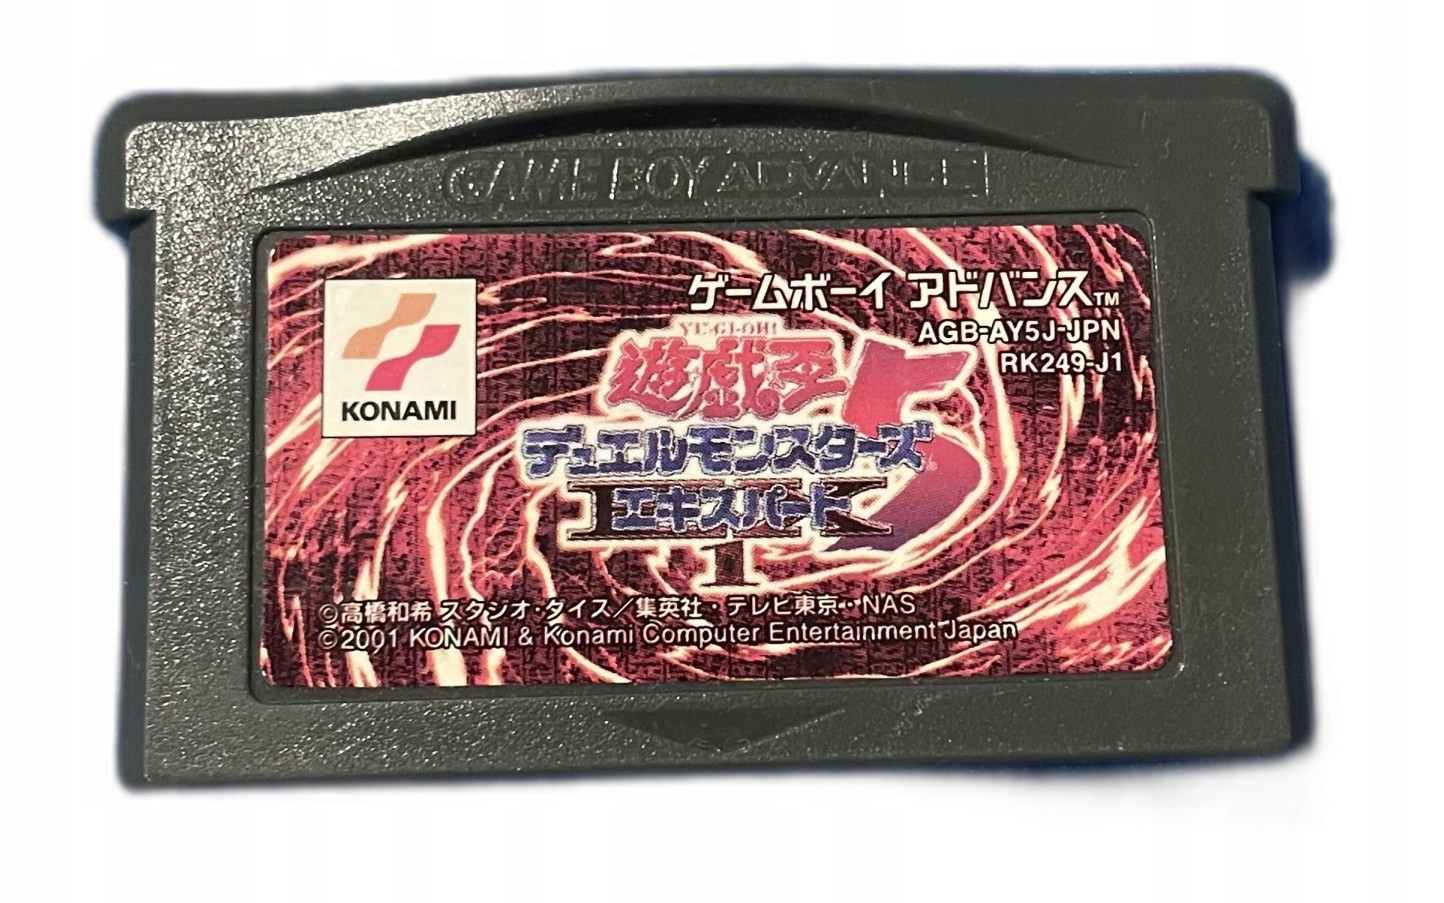 GAME BOY ADVANCE
KONAMI
ゲームボーイ アドバンス TM
AGB-AY5J-JPN
RK249-J1
YU-GI-OH!
遊戯王
5
デュエルモンスターズ
エキスパート
1
©高橋和希 スタジオ・ダイス／集英社・テレビ東京・NAS
©2001 KONAMI & Konami Computer Entertainment Japan